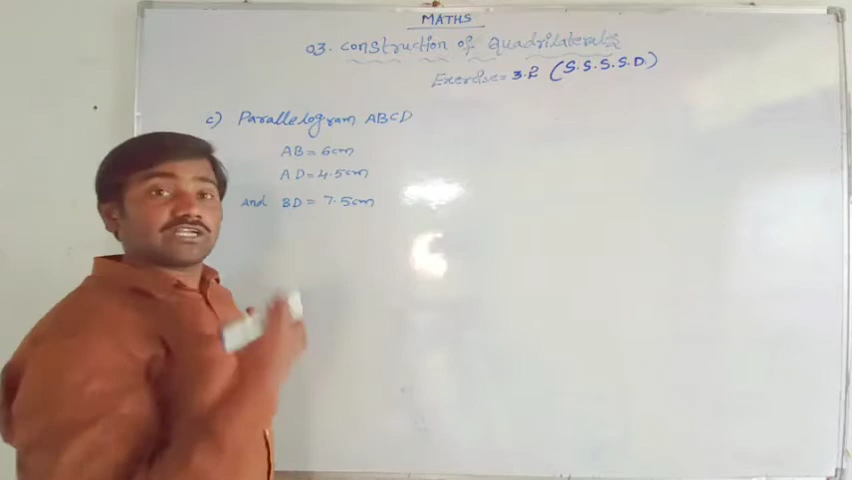 MATHS
03. Construction of Quadrilaterals
Exercise = 3.2 (S.S.S.S.D.)
c) Parallelogram ABCD
AB = 6cm
AD = 4.5cm
And BD = 7.5cm